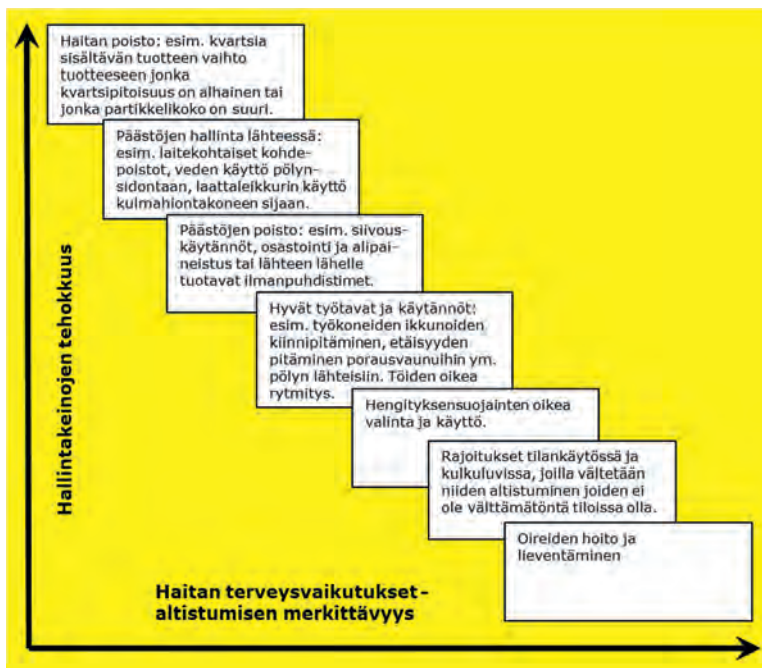 Haitan poisto: esim. kvartsia
sisältävän tuotteen vaihto
tuotteeseen jonka
kvartsipitoisuus on alhainen tai
jonka partikkelikoko on suuri.
Päästöjen hallinta lähteessä:
esim. laitekohtaiset kohde-
poistot, veden käyttö pölyn-
sidontaan, laattaleikkurin käyttö
kulmahiontakoneen sijaan.
Päästöjen poisto: esim. siivous-
käytännöt, osastointi ja alipai-
neistus tai lähteen lähelle
tuotavat ilmanpuhdistimet.
Hyvät työtavat ja käytännöt:
esim. työkoneiden ikkunoiden
kiinnipitäminen, etäisyyden
pitäminen porausvaunuihin ym.
pölyn lähteisiin. Töiden oikea
rytmitys.
Hengityksensuojainten oikea
valinta ja käyttö.
Rajoitukset tilankäytössä ja
kulkuluvissa, joilla vältetään
niiden altistuminen joiden ei
ole välttämätöntä tiloissa olla.
Oireiden hoito ja
lieventäminen
Hallintakeinojen tehokkuus
Haitan terveysvaikutukset-
altistumisen merkittävyys